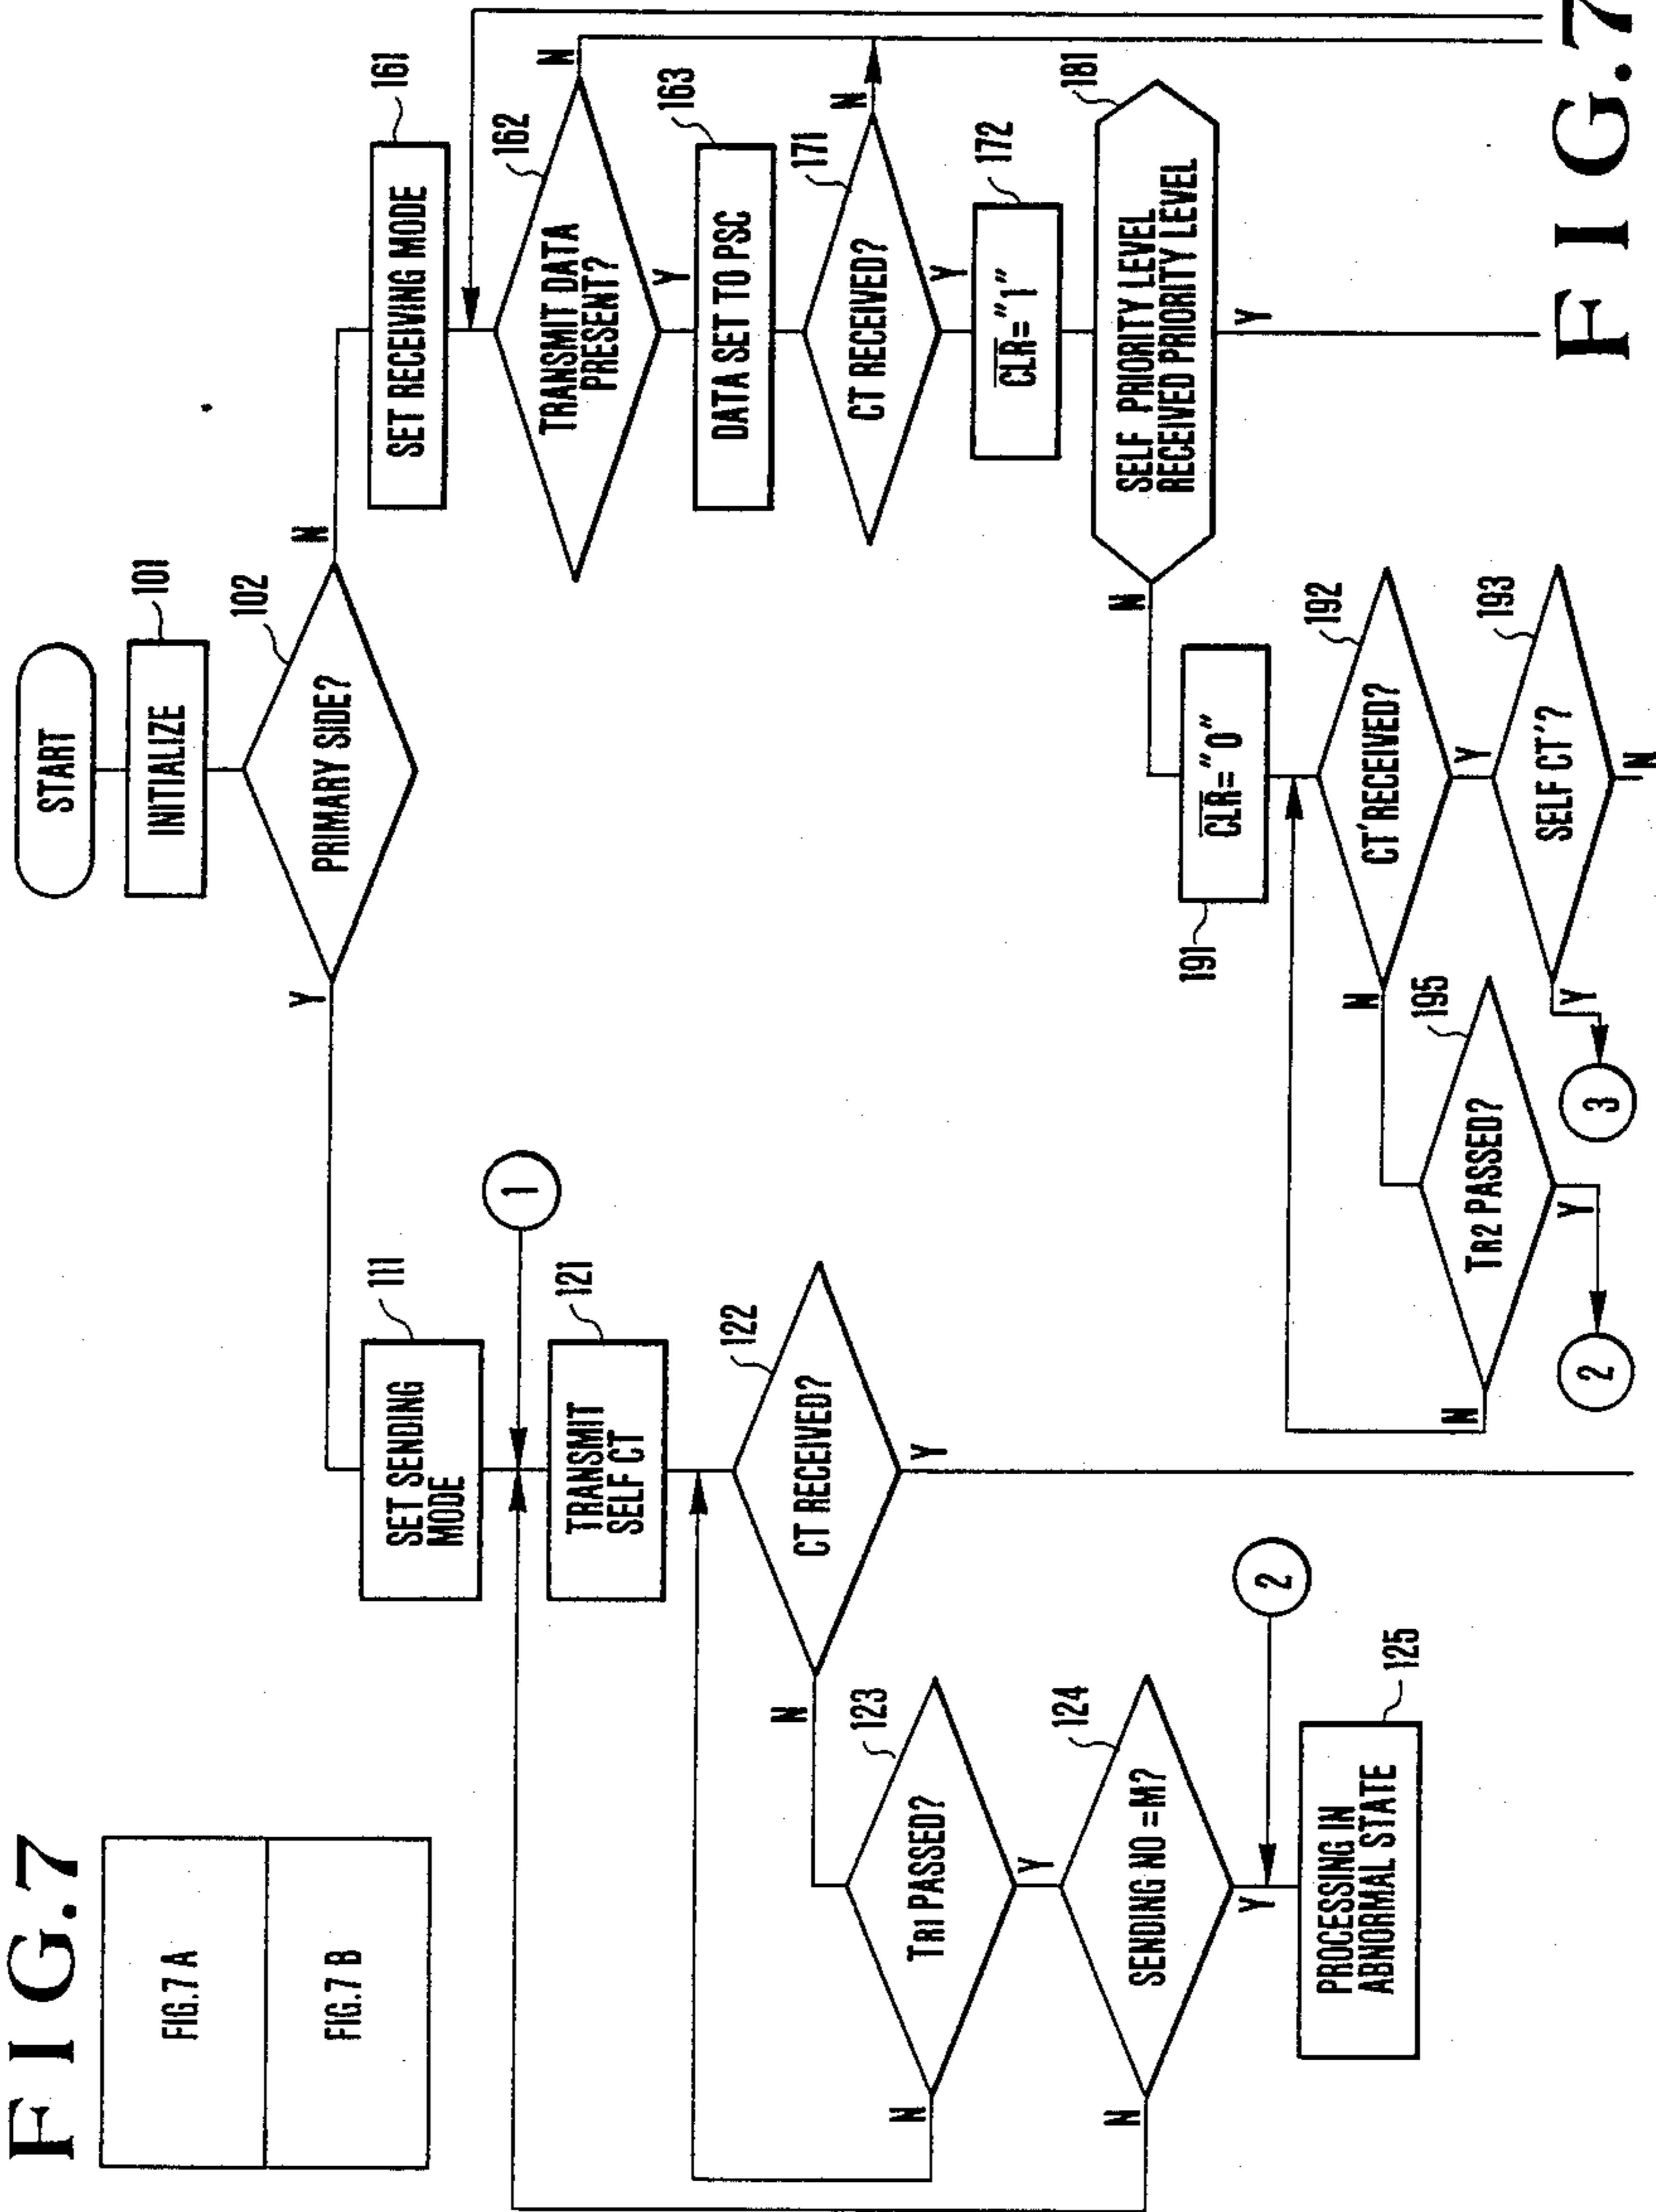 FIG.7
FIG.7A
FIG.7B
START
INITIALIZE
101
PRIMARY SIDE?
102
Y
N
SET SENDING
MODE
111
1
TRANSMIT
SELF CT
121
CT RECEIVED?
122
N
Y
TR1 PASSED?
123
N
Y
SENDING NO=M?
124
N
Y
2
PROCESSING IN
ABNORMAL STATE
125
SET RECEIVING MODE
161
TRANSMIT DATA
PRESENT?
162
N
Y
DATA SET TO PSC
163
CT RECEIVED?
171
N
Y
CLR="1"
172
SELF PRIORITY LEVEL
RECEIVED PRIORITY LEVEL
181
N
Y
CLR="0"
191
CT'RECEIVED?
192
N
Y
SELF CT'?
193
Y
N
3
TR2 PASSED?
195
N
Y
2
FIG.7